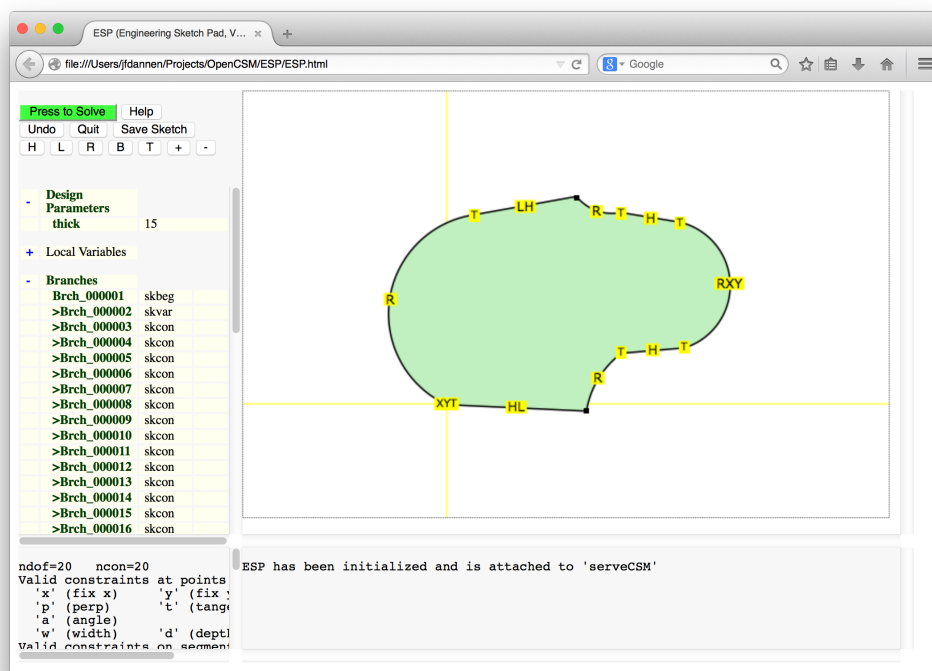 ESP (Engineering Sketch Pad, V...
file:///Users/jfdannen/Projects/OpenCSM/ESP/ESP.html
Google
Press to Solve Help
Undo Quit Save Sketch
H L R B T + -
- Design Parameters
thick 15
+ Local Variables
- Branches
Brch_000001 skbeg
>Brch_000002 skvar
>Brch_000003 skcon
>Brch_000004 skcon
>Brch_000005 skcon
>Brch_000006 skcon
>Brch_000007 skcon
>Brch_000008 skcon
>Brch_000009 skcon
>Brch_000010 skcon
>Brch_000011 skcon
>Brch_000012 skcon
>Brch_000013 skcon
>Brch_000014 skcon
>Brch_000015 skcon
>Brch_000016 skcon
T LH R T H T
R RXY
T H T
R
XYT HL
ndof=20 ncon=20
Valid constraints at points
'x' (fix x) 'y' (fix y
'p' (perp) 't' (tange
'a' (angle)
'w' (width) 'd' (depth
Valid constraints on segment
ESP has been initialized and is attached to 'serveCSM'